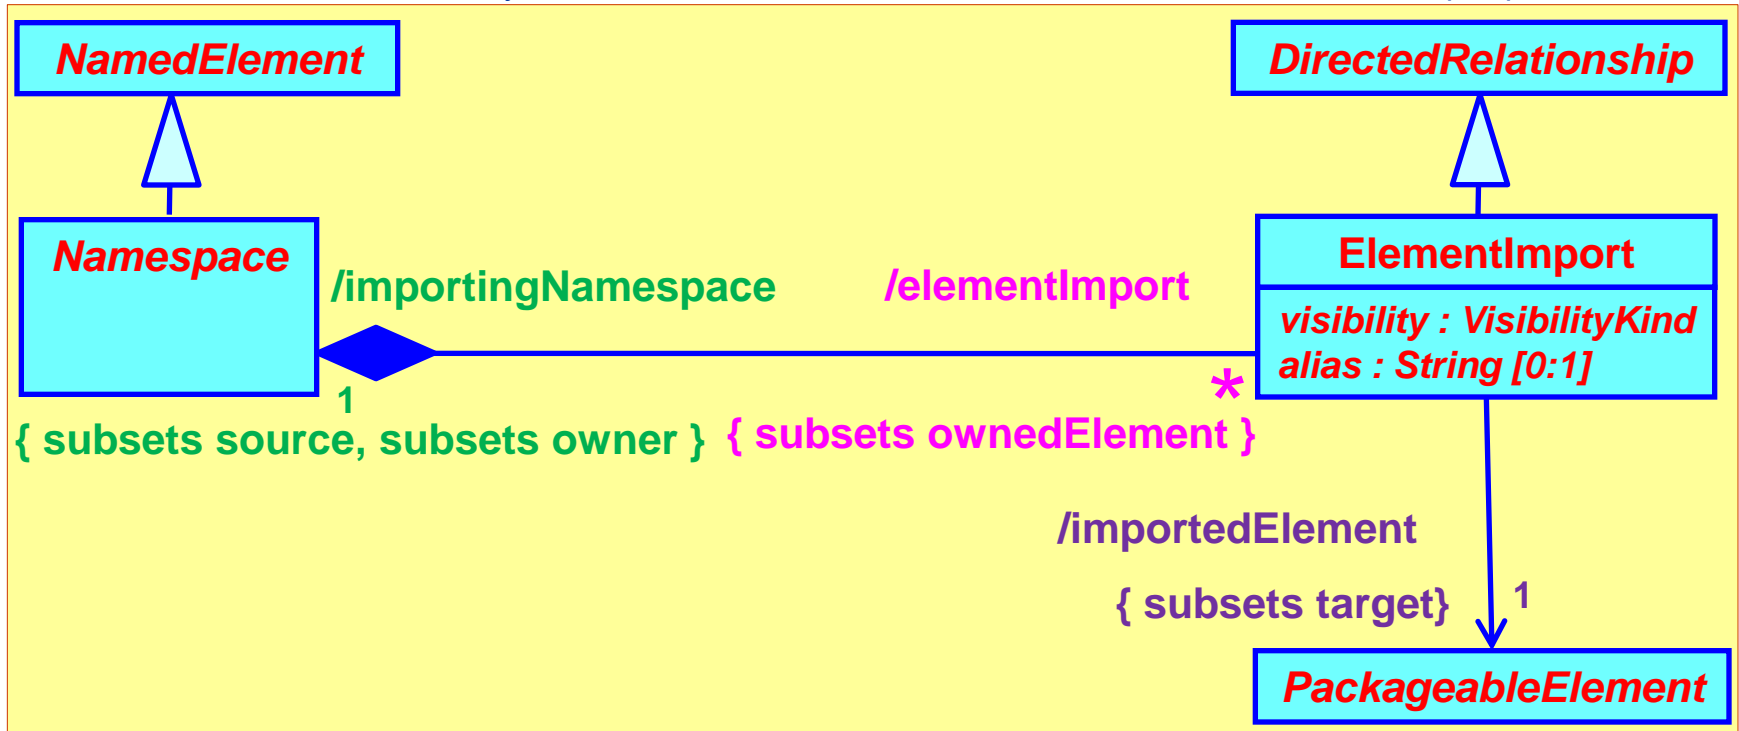 NamedElement
DirectedRelationship
Namespace
ElementImport
/importingNamespace
/elementImport
visibility : VisibilityKind
alias : String [0:1]
1
*
{ subsets source, subsets owner }
{ subsets ownedElement }
/importedElement
{ subsets target}
1
PackageableElement